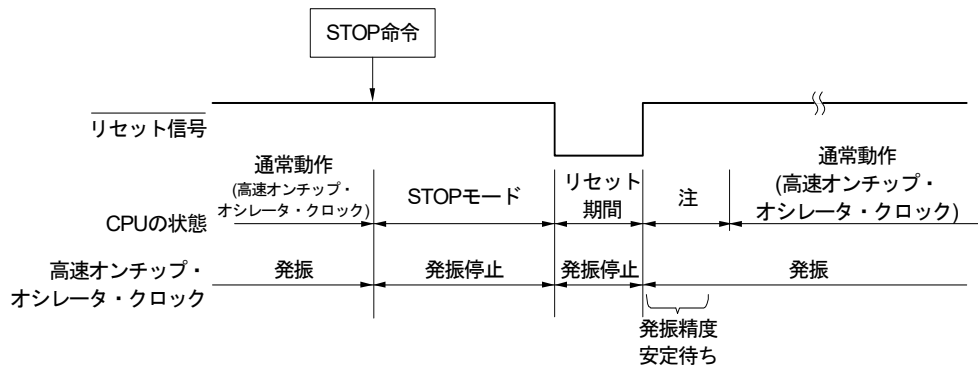 STOP命令
リセット信号
通常動作
(高速オンチップ・
オシレータ・クロック)
STOPモード
リセット
期間
注
通常動作
(高速オンチップ・
オシレータ・クロック)
CPUの状態
高速オンチップ・
オシレータ・クロック
発振
発振停止
発振停止
発振
発振精度
安定待ち